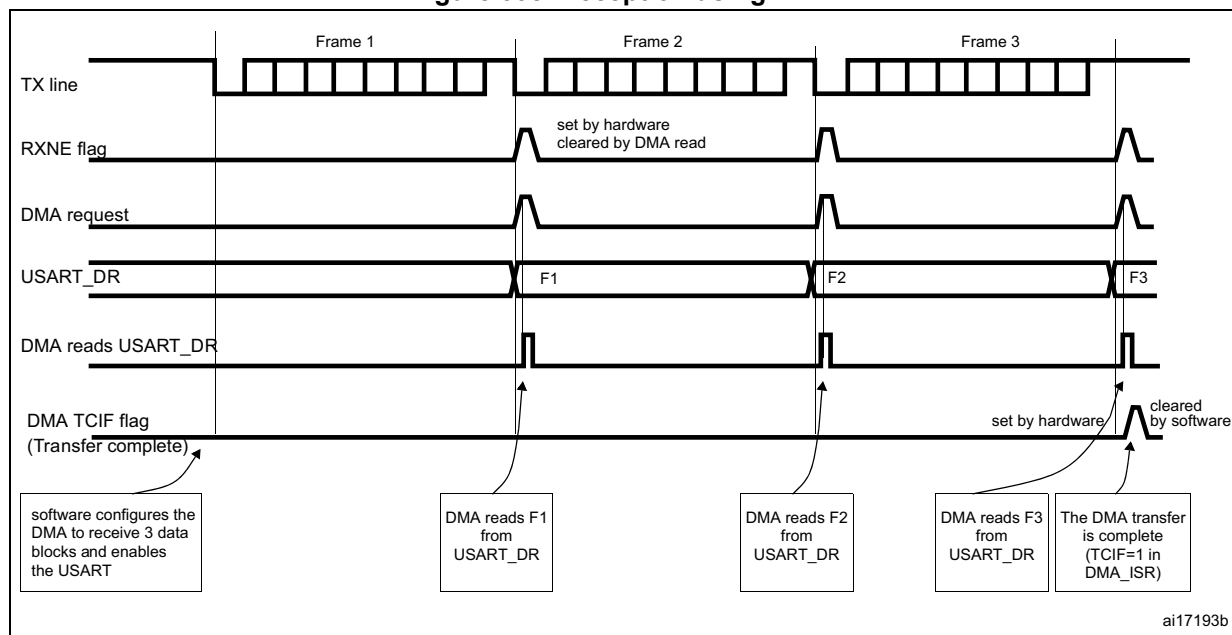 Frame 1
Frame 2
Frame 3
TX line
set by hardware
cleared by DMA read
RXNE flag
DMA request
USART_DR
F1
F2
F3
DMA reads USART_DR
DMA TCIF flag
(Transfer complete)
set by hardware
cleared
by software
software configures the
DMA to receive 3 data
blocks and enables
the USART
DMA reads F1
from
USART_DR
DMA reads F2
from
USART_DR
DMA reads F3
from
USART_DR
The DMA transfer
is complete
(TCIF=1 in
DMA_ISR)
ai17193b